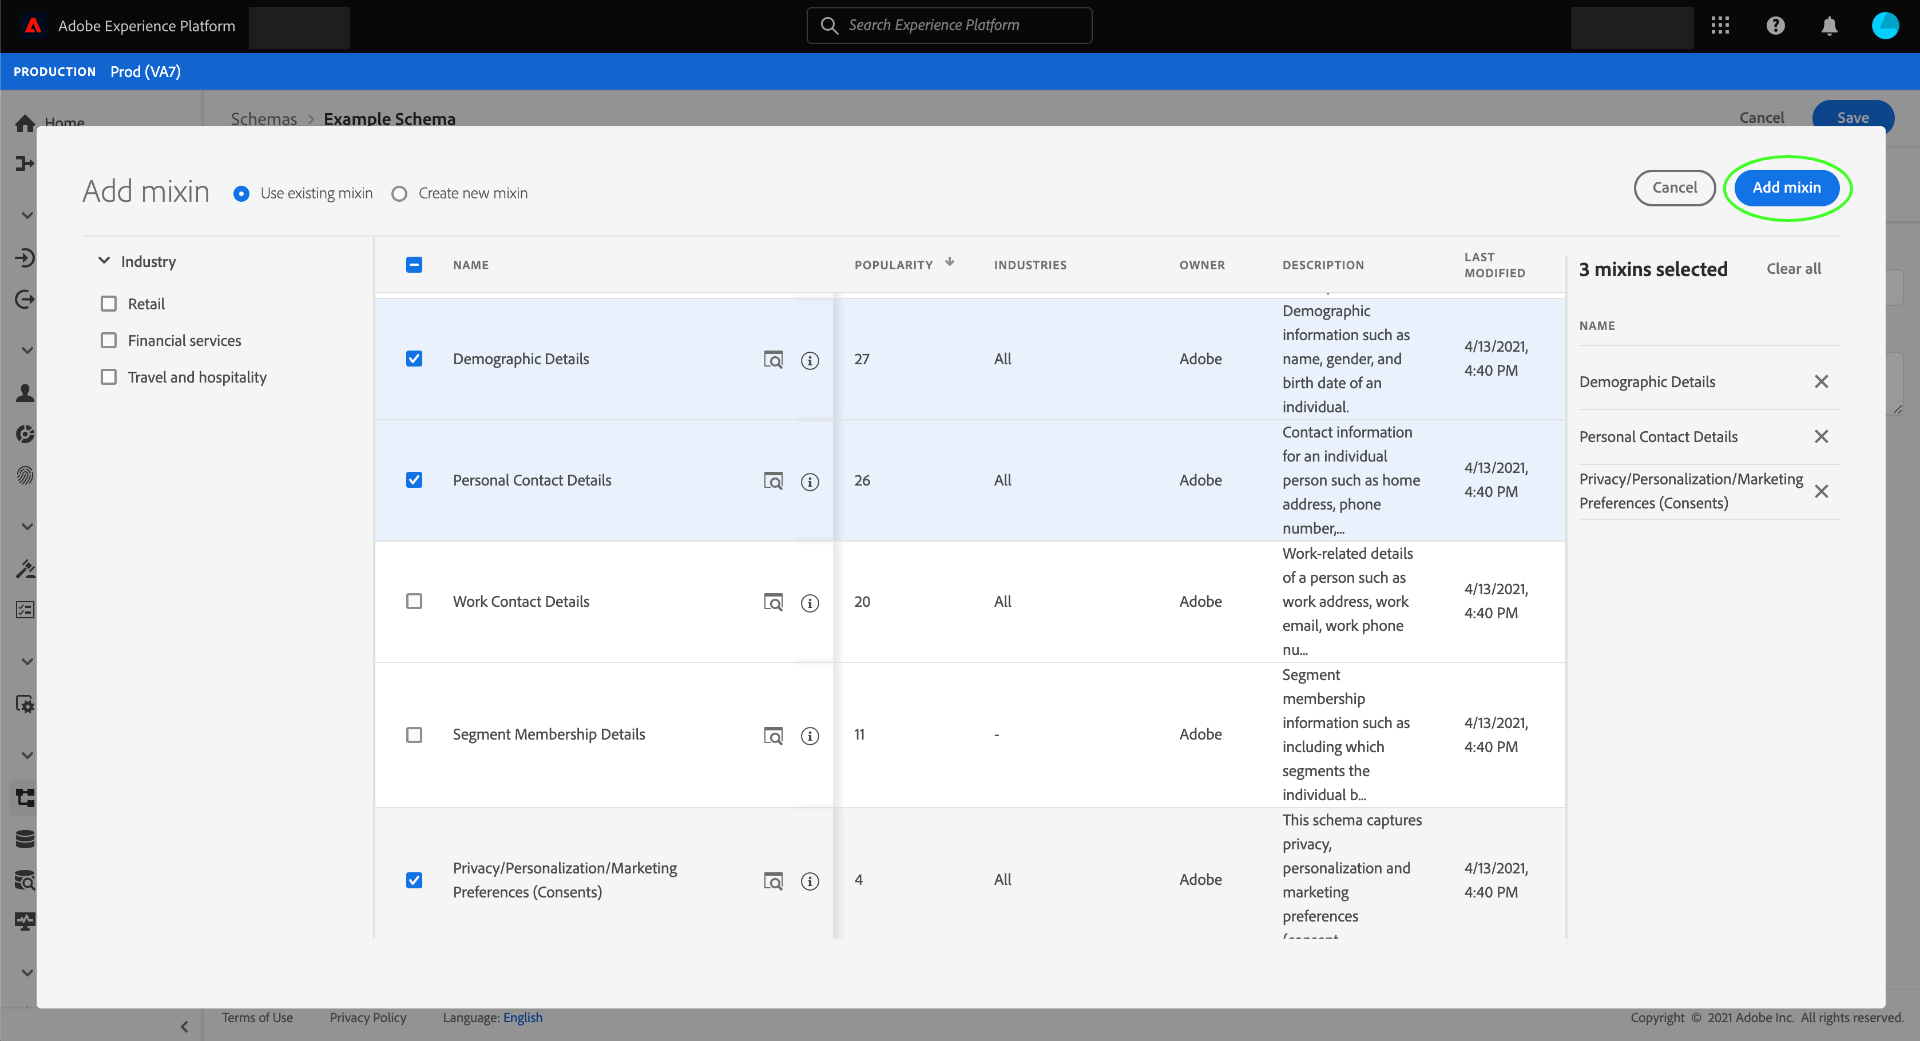 Adobe Experience Platform
Search Experience Platform
PRODUCTION Prod (VA7)
Home
Schemas > Example Schema
Cancel
Save
Add mixin
Use existing mixin
Create new mixin
Cancel
Add mixin
Industry
Retail
Financial services
Travel and hospitality
NAME
POPULARITY
INDUSTRIES
OWNER
DESCRIPTION
LAST
MODIFIED
Demographic Details
27
All
Adobe
Demographic
information such as
name, gender, and
birth date of an
individual.
4/13/2021,
4:40 PM
Personal Contact Details
26
All
Adobe
Contact information
for an individual
person such as home
address, phone
number,...
4/13/2021,
4:40 PM
Work Contact Details
20
All
Adobe
Work-related details
of a person such as
work address, work
email, work phone
nu...
4/13/2021,
4:40 PM
Segment Membership Details
11
-
Adobe
Segment
membership
information such as
including which
segments the
individual b...
4/13/2021,
4:40 PM
Privacy/Personalization/Marketing
Preferences (Consents)
4
All
Adobe
This schema captures
privacy,
personalization and
marketing
preferences
4/13/2021,
4:40 PM
3 mixins selected
Clear all
NAME
Demographic Details
Personal Contact Details
Privacy/Personalization/Marketing
Preferences (Consents)
Terms of Use
Privacy Policy
Language: English
Copyright © 2021 Adobe Inc. All rights reserved.